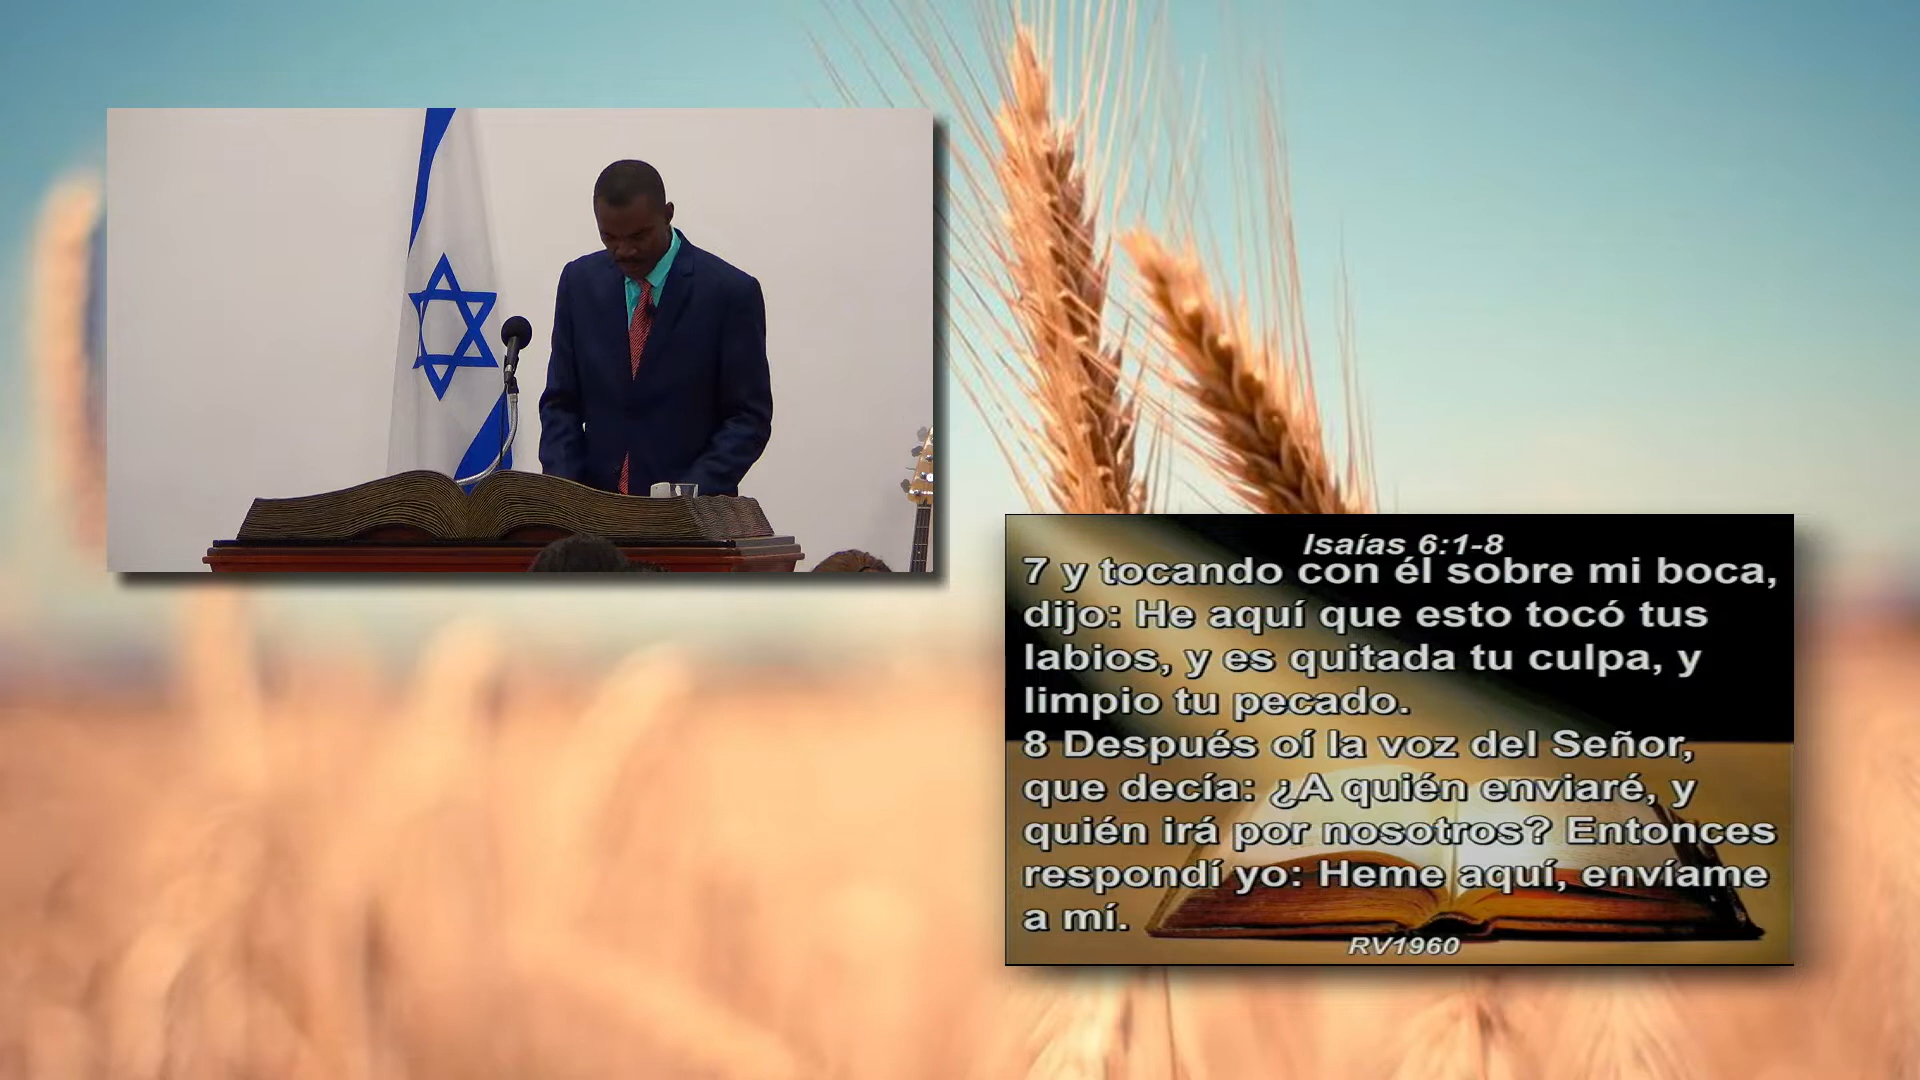 Isaías 6:1-8
7 y tocando con él sobre mi boca,
dijo: He aquí que esto tocó tus
labios, y es quitada tu culpa, y
limpio tu pecado.
8 Después oí la voz del Señor,
que decía: ¿A quién enviaré, y
quién irá por nosotros? Entonces
respondí yo: Heme aquí, envíame
a mí.
RV1960